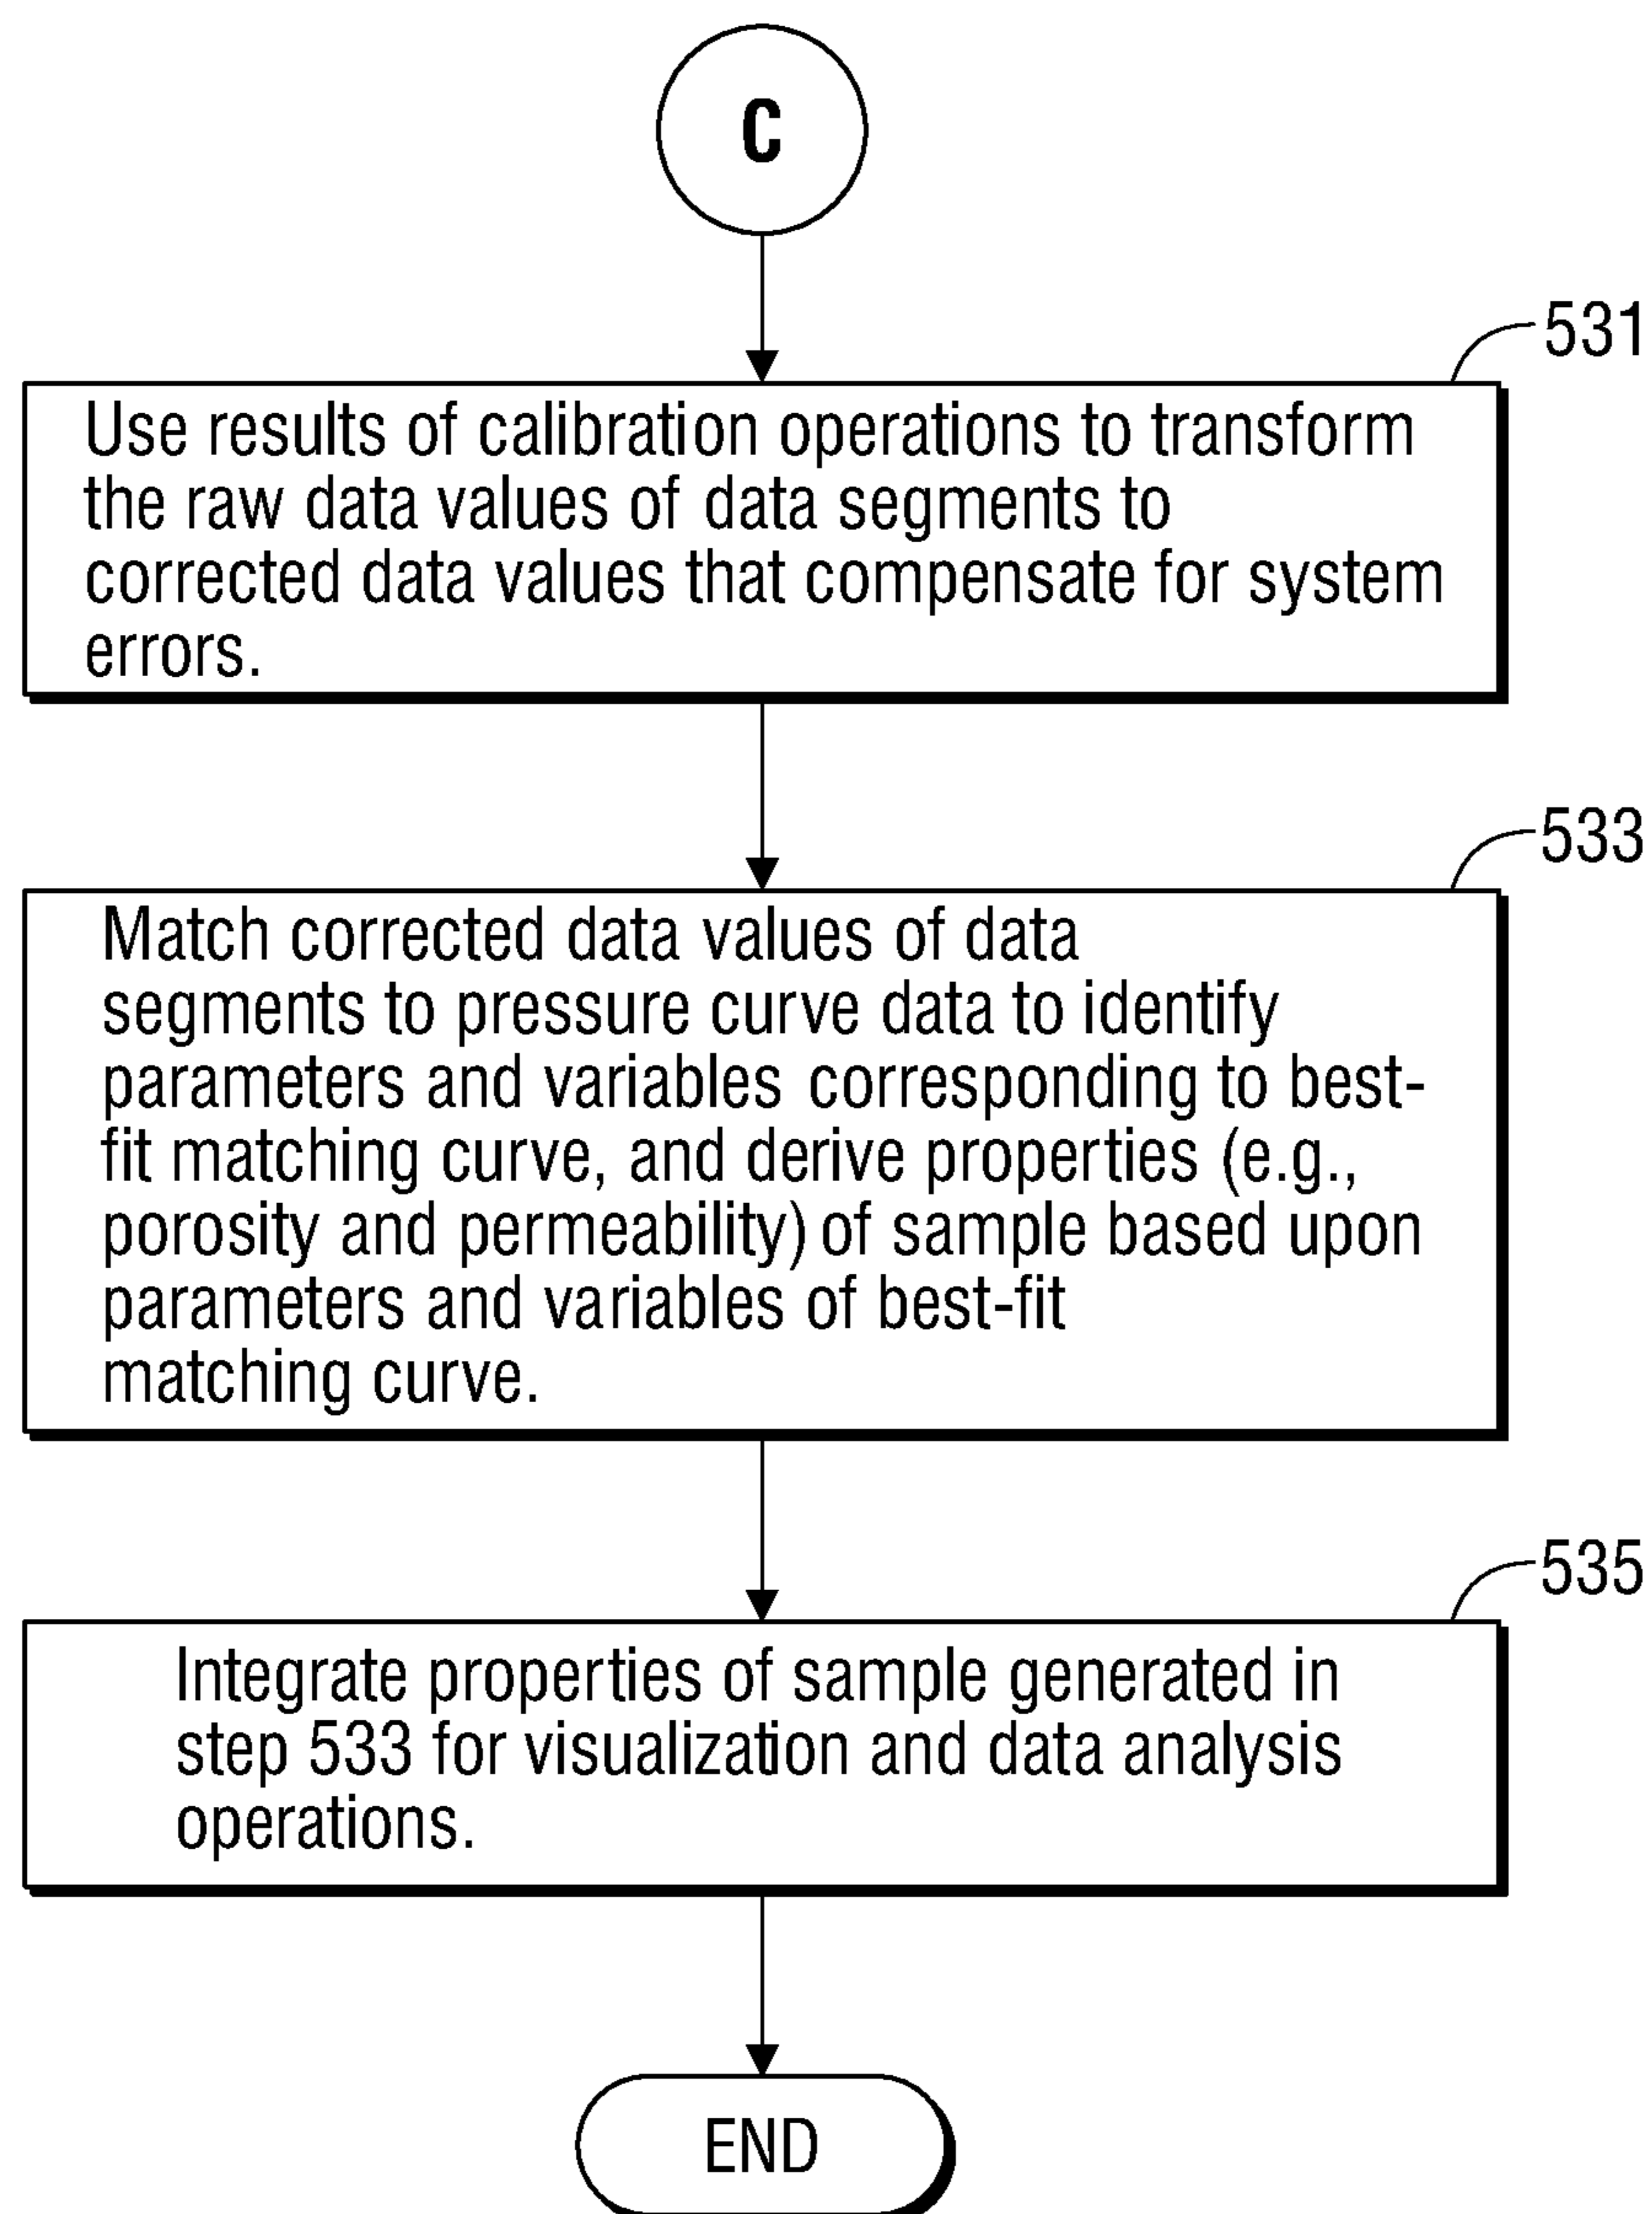 C
531
Use results of calibration operations to transform
the raw data values of data segments to
corrected data values that compensate for system
errors.
533
Match corrected data values of data
segments to pressure curve data to identify
parameters and variables corresponding to best-
fit matching curve, and derive properties (e.g.,
porosity and permeability) of sample based upon
parameters and variables of best-fit
matching curve.
535
Integrate properties of sample generated in
step 533 for visualization and data analysis
operations.
END